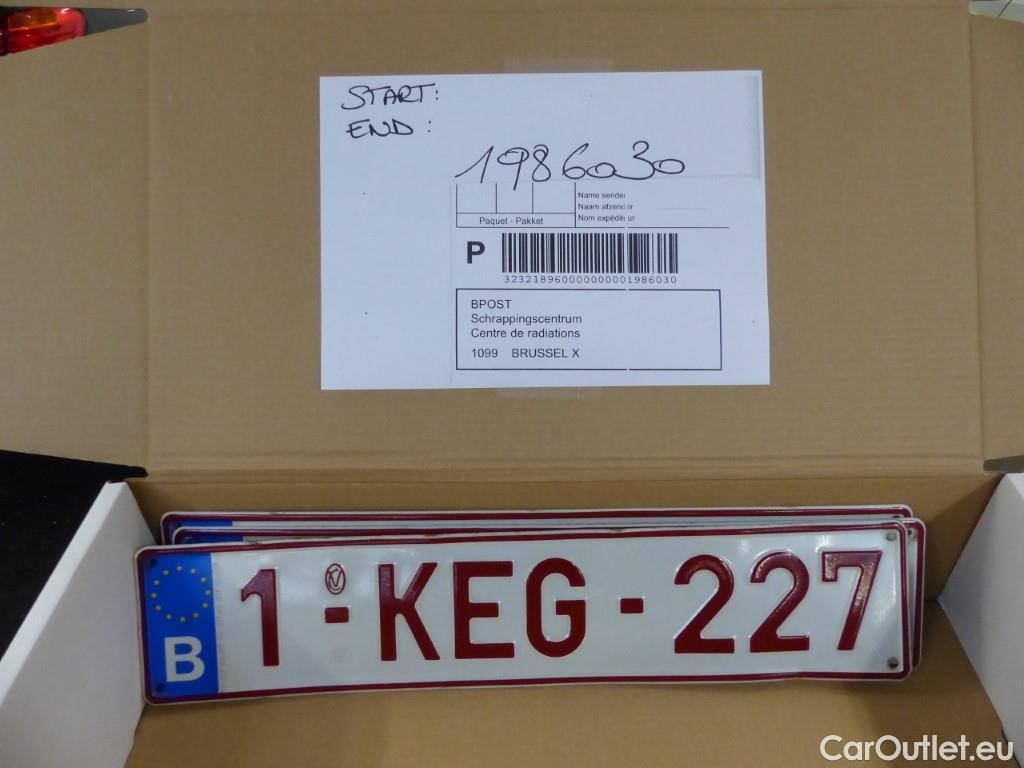 START:
END:
1986030
Name sender
Naam afzender
Nom expéditeur
Paquet - Pakket
P
323218960000000001986030
BPOST
Schrappingscentrum
Centre de radiations
1099 BRUSSEL X
B 1-KEG-227
CarOutlet.eu